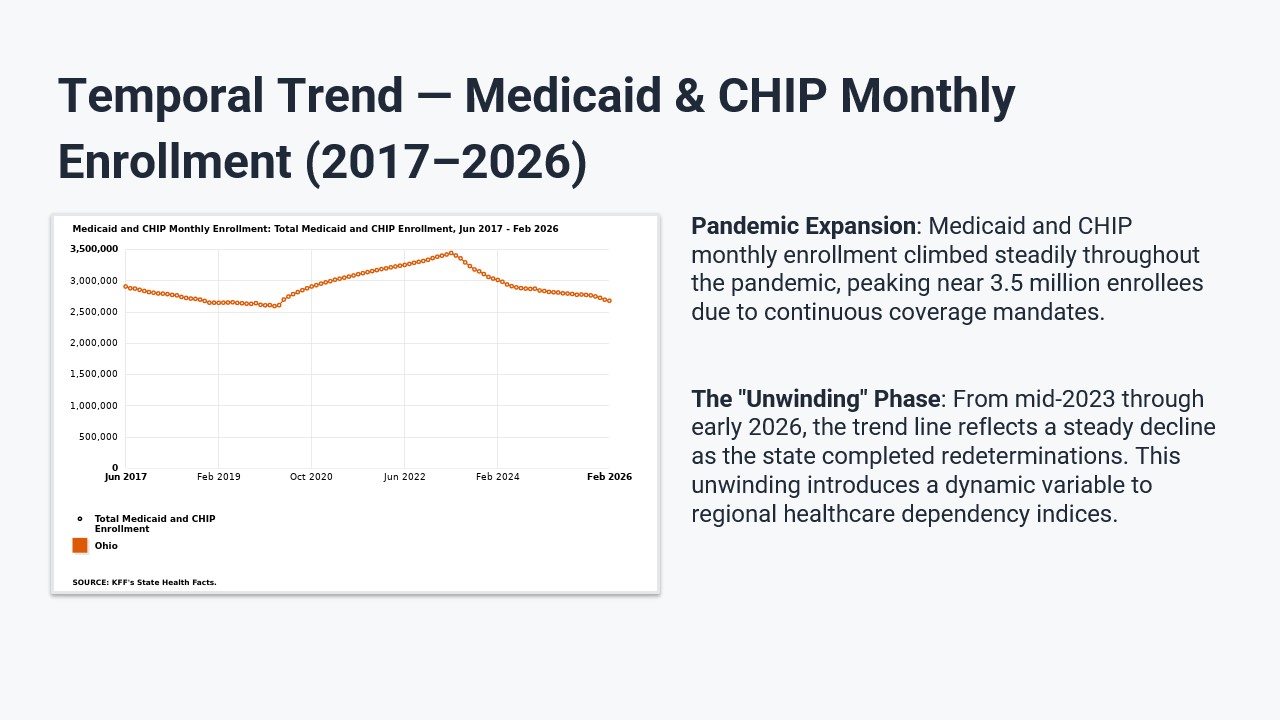 Temporal Trend — Medicaid & CHIP Monthly
Enrollment (2017–2026)
Medicaid and CHIP Monthly Enrollment: Total Medicaid and CHIP Enrollment, Jun 2017 - Feb 2026
3,500,000
3,000,000
2,500,000
2,000,000
1,500,000
1,000,000
500,000
0
Jun 2017 Feb 2019 Oct 2020 Jun 2022 Feb 2024 Feb 2026
Total Medicaid and CHIP
Enrollment
Ohio
SOURCE: KFF's State Health Facts.
Pandemic Expansion: Medicaid and CHIP
monthly enrollment climbed steadily throughout
the pandemic, peaking near 3.5 million enrollees
due to continuous coverage mandates.
The "Unwinding" Phase: From mid-2023 through
early 2026, the trend line reflects a steady decline
as the state completed redeterminations. This
unwinding introduces a dynamic variable to
regional healthcare dependency indices.